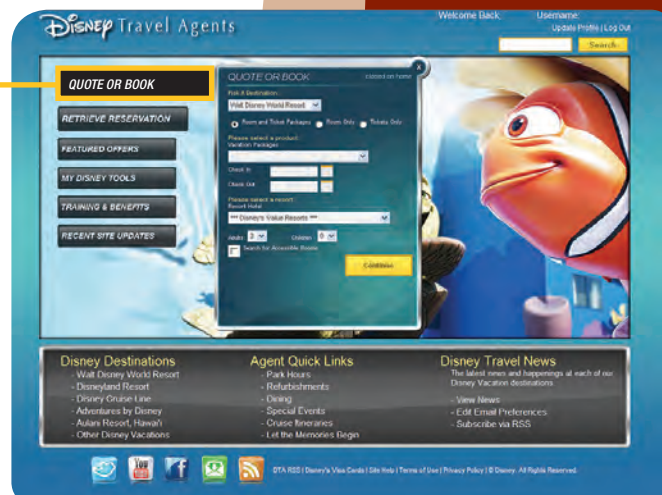 Disney Travel Agents
Welcome Back, Username:
Update Profile | Log Out
Search
QUOTE OR BOOK
RETRIEVE RESERVATION
FEATURED OFFERS
MY DISNEY TOOLS
TRAINING & BENEFITS
RECENT SITE UPDATES
QUOTE OR BOOK
Pick A Destination:
Walt Disney World Resort
Room and Ticket Packages
Room Only
Tickets Only
Please select a product:
Vacation Packages
Check In
Check Out
Please select a resort:
Resort Hotel
*** Disney's Value Resorts ***
Adults
Children
0
Search for Accessible Rooms
Continue
Disney Destinations
- Walt Disney World Resort
- Disneyland Resort
- Disney Cruise Line
- Adventures by Disney
- Aulani Resort, Hawai'i
- Other Disney Vacations
Agent Quick Links
- Park Hours
- Refurbishments
- Dining
- Special Events
- Cruise Itineraries
- Let the Memories Begin
Disney Travel News
The latest news and happenings at each of our
Disney Vacation destinations
- View News
- Edit Email Preferences
- Subscribe via RSS
You
Tube
f
DTA RSS | Disney's Visa Cards | Site Help | Terms of Use | Privacy Policy | © Disney. All Rights Reserved.